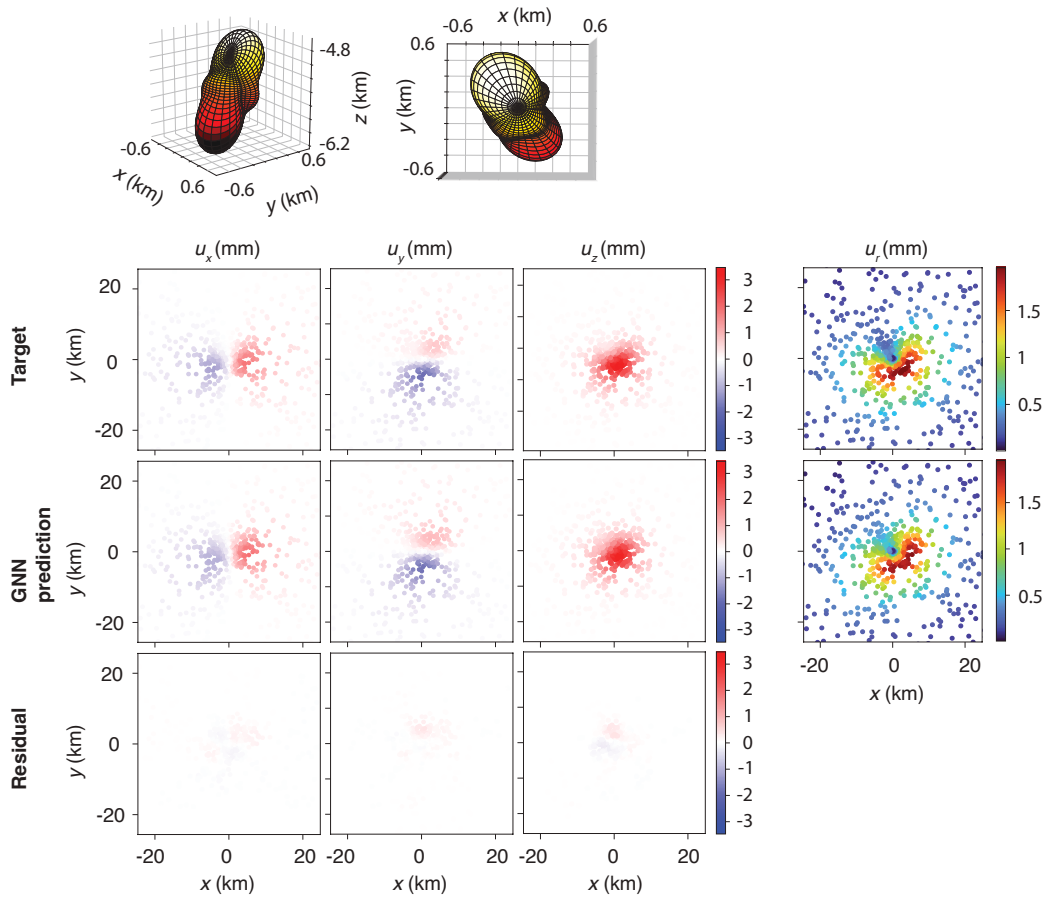 x (km)
-0.6
0.6
0.6
y (km)
-0.6
-4.8
z (km)
-6.2
-0.6
x (km)
0.6
-0.6
y (km)
0.6
u_x (mm)
u_y (mm)
u_z (mm)
u_r (mm)
Target
y (km)
20
0
-20
3
2
1
0
-1
-2
-3
1.5
1
0.5
GNN
prediction
y (km)
20
0
-20
3
2
1
0
-1
-2
-3
1.5
1
0.5
-20
0
20
x (km)
Residual
y (km)
20
0
-20
3
2
1
0
-1
-2
-3
-20
0
20
-20
0
20
-20
0
20
x (km)
x (km)
x (km)